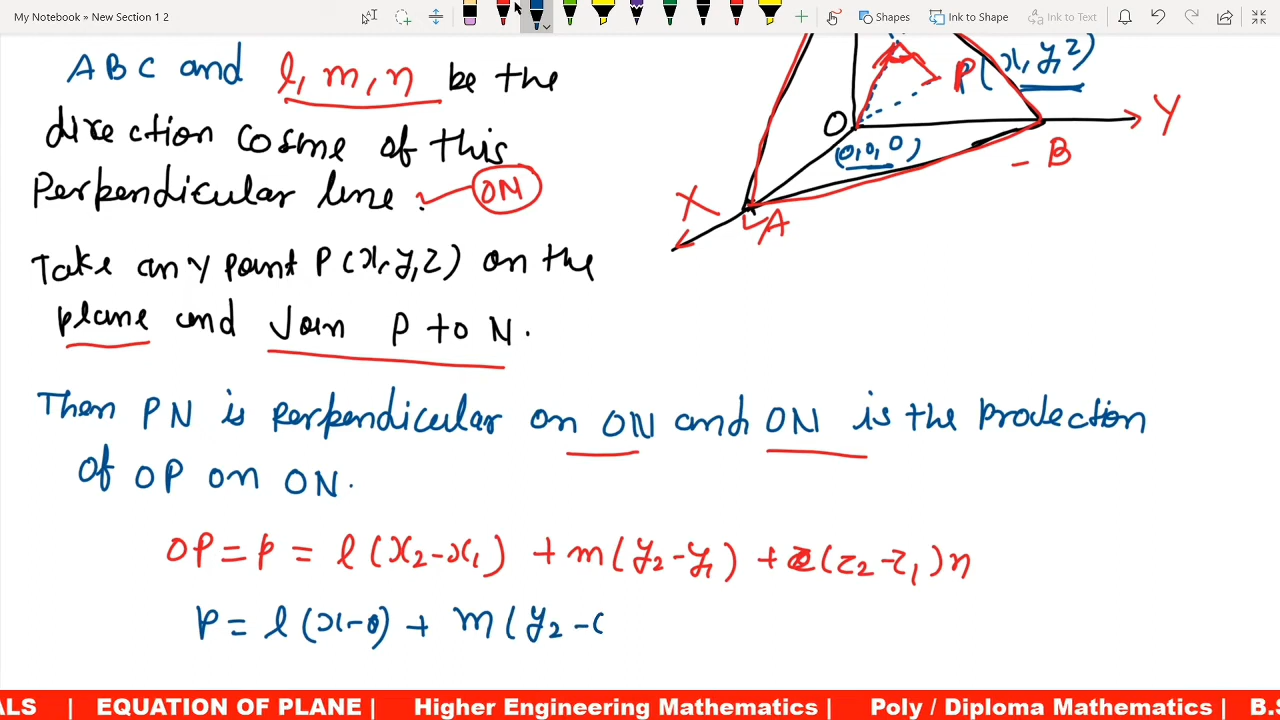 My Notebook » New Section 1 2
Shapes
Ink to Shape
Ink to Text
ABC and l, m, n be the
direction cosme of this
Perpendicular line. ON
Take any point P(x, y, z) on the
plane and Join P to N.
P(x, y, z)
O
(0, 0, 0)
Y
B
X
A
Then PN is perpendicular on ON and ON is the Projection
of OP on ON.
OP = p = l (x₂-x₁) + m(y₂-y₁) + (z₂-z₁)n
p = l (x-0) + m (y₂ -
ALS | EQUATION OF PLANE | Higher Engineering Mathematics | Poly / Diploma Mathematics | B.S